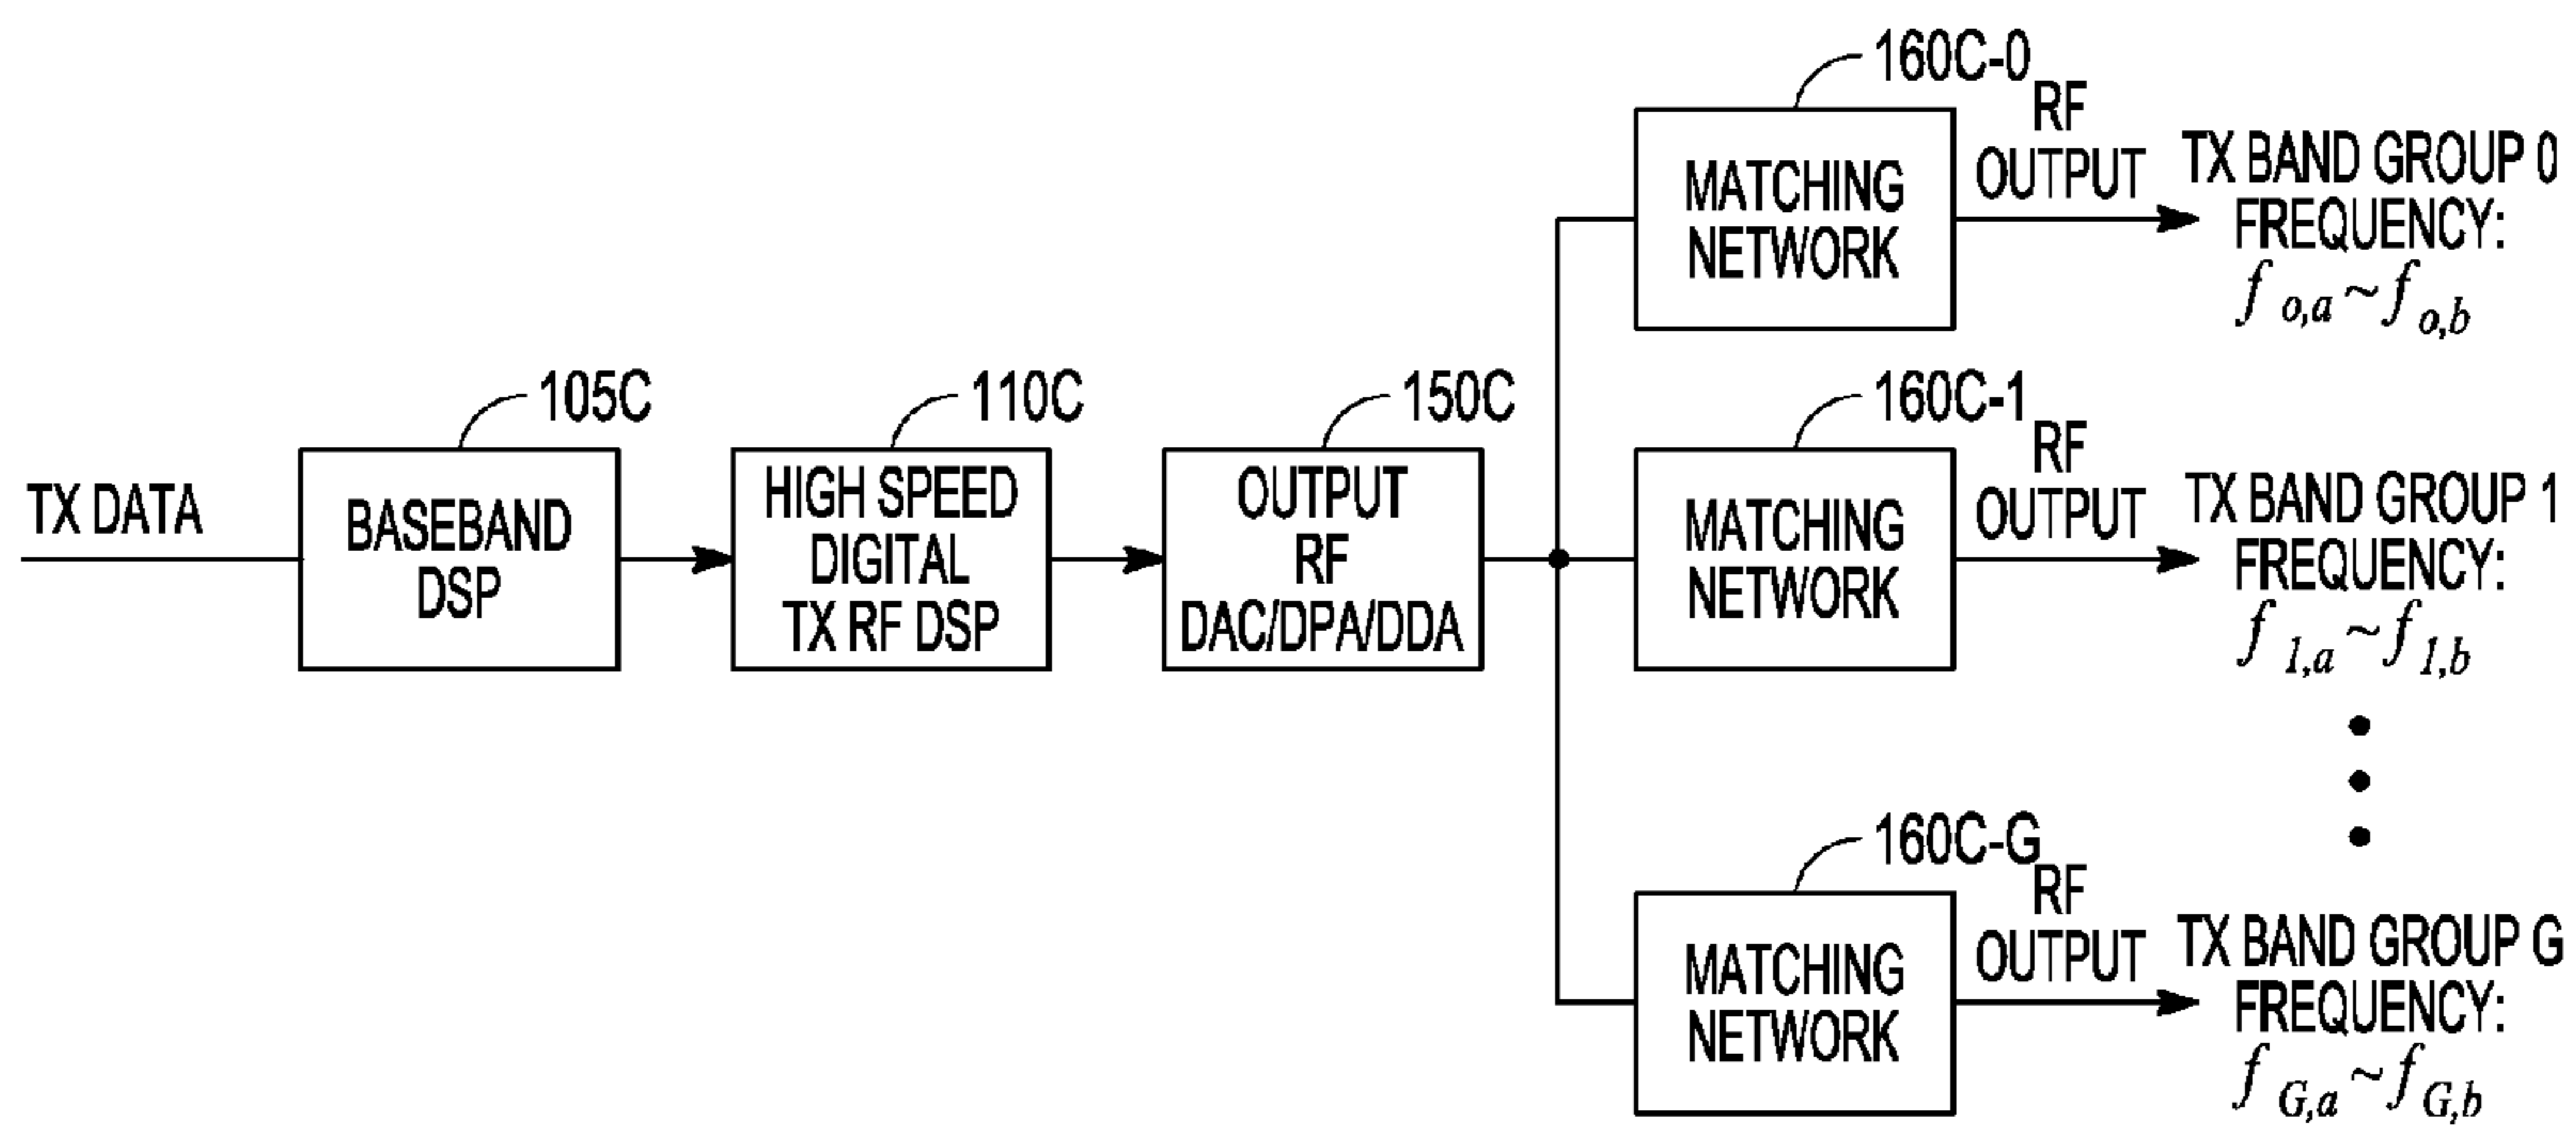 160C-0
RF
OUTPUT
MATCHING
NETWORK
TX BAND GROUP 0
FREQUENCY:
f o,a ~ f o,b
TX DATA
105C
BASEBAND
DSP
110C
HIGH SPEED
DIGITAL
TX RF DSP
150C
OUTPUT
RF
DAC/DPA/DDA
160C-1
RF
OUTPUT
MATCHING
NETWORK
TX BAND GROUP 1
FREQUENCY:
f 1,a ~ f 1,b
160C-G
RF
OUTPUT
MATCHING
NETWORK
TX BAND GROUP G
FREQUENCY:
f G,a ~ f G,b